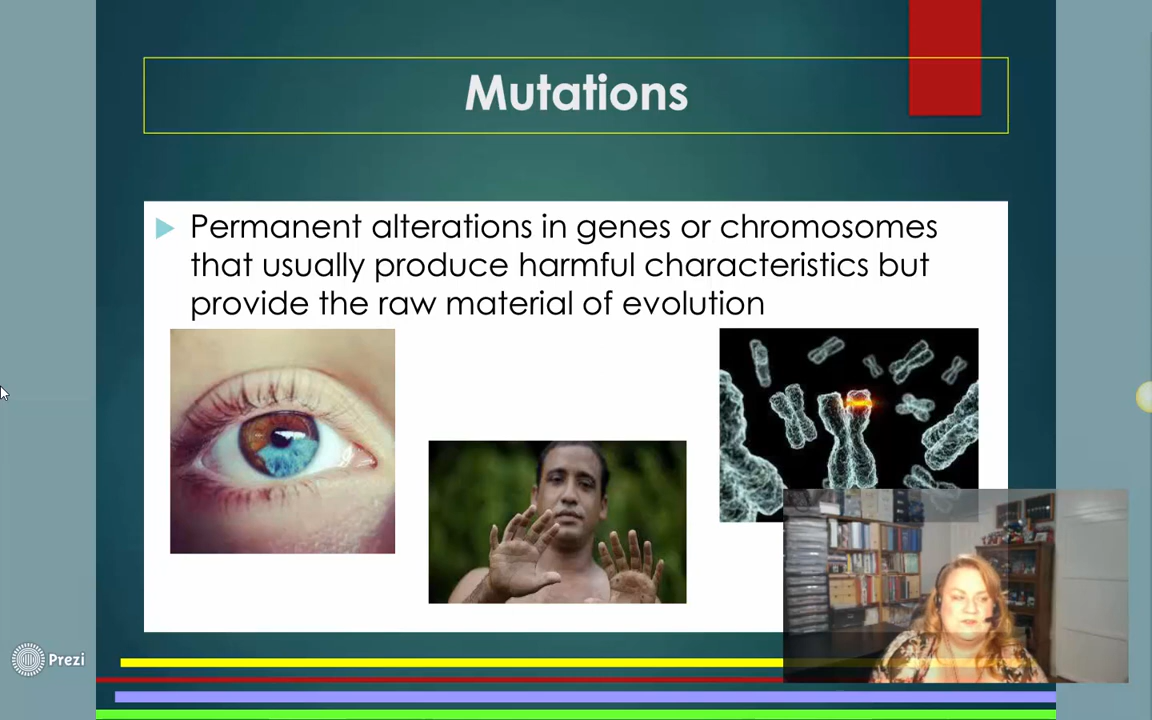 Mutations
Permanent alterations in genes or chromosomes
that usually produce harmful characteristics but
provide the raw material of evolution
Prezi